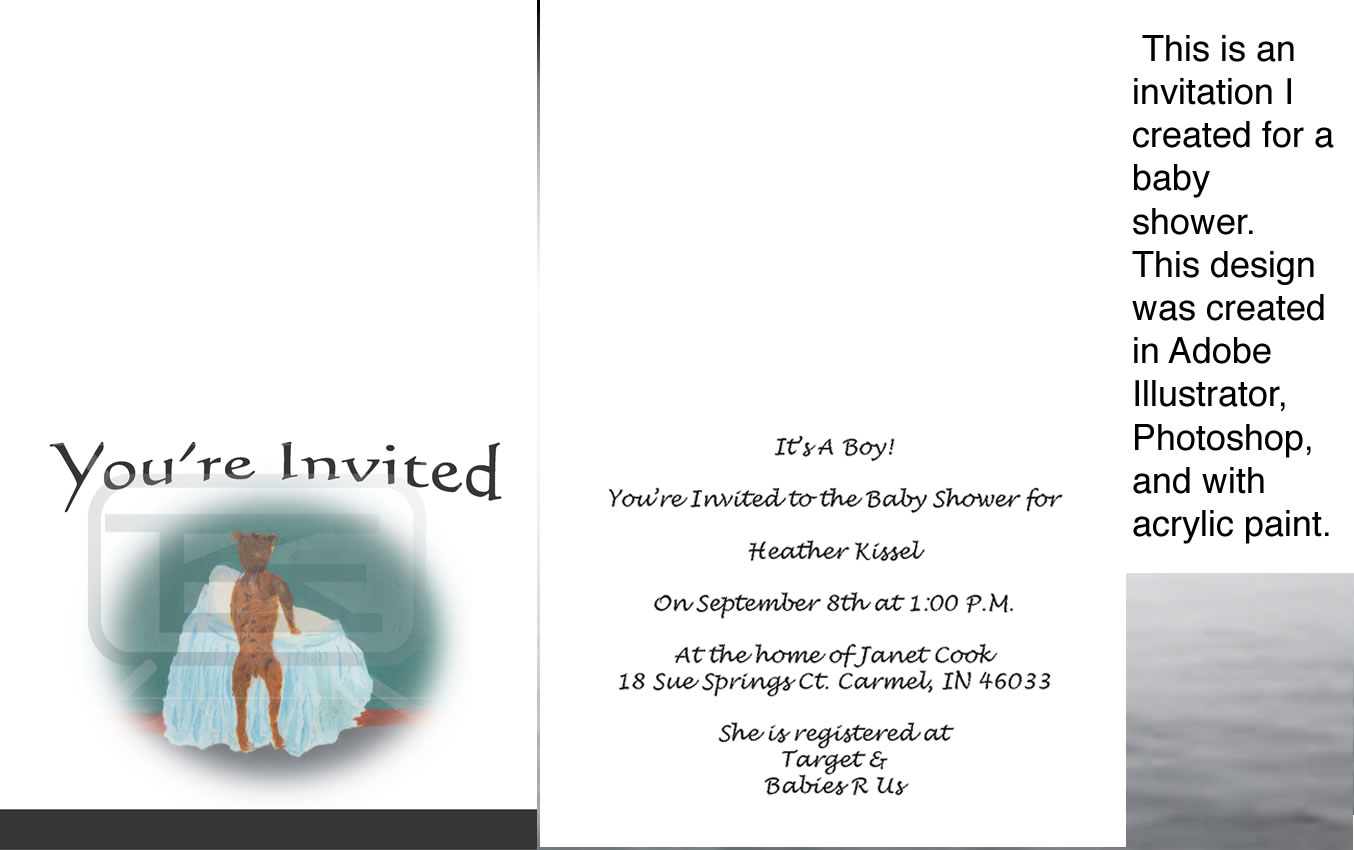 You're Invited
It's A Boy!
You're Invited to the Baby Shower for
Heather Kissel
On September 8th at 1:00 P.M.
At the home of Janet Cook
18 Sue Springs Ct. Carmel, IN 46033
She is registered at
Target &
Babies R Us
This is an
invitation I
created for a
baby
shower.
This design
was created
in Adobe
Illustrator,
Photoshop,
and with
acrylic paint.